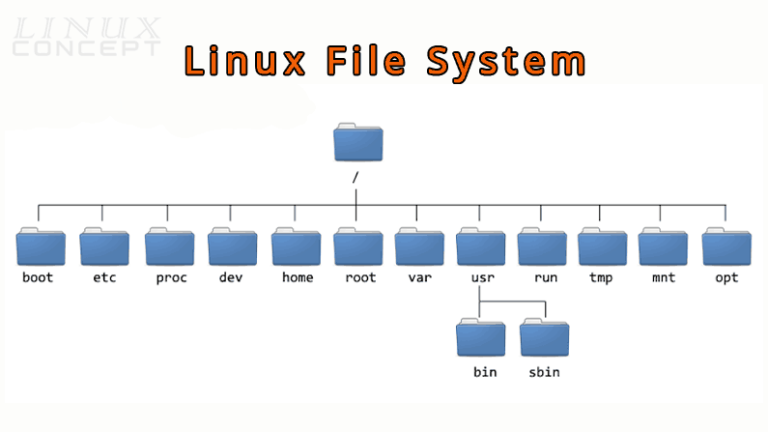 LINUX
CONCEPT
Linux File System
/
boot etc proc dev home root var usr run tmp mnt opt
bin sbin